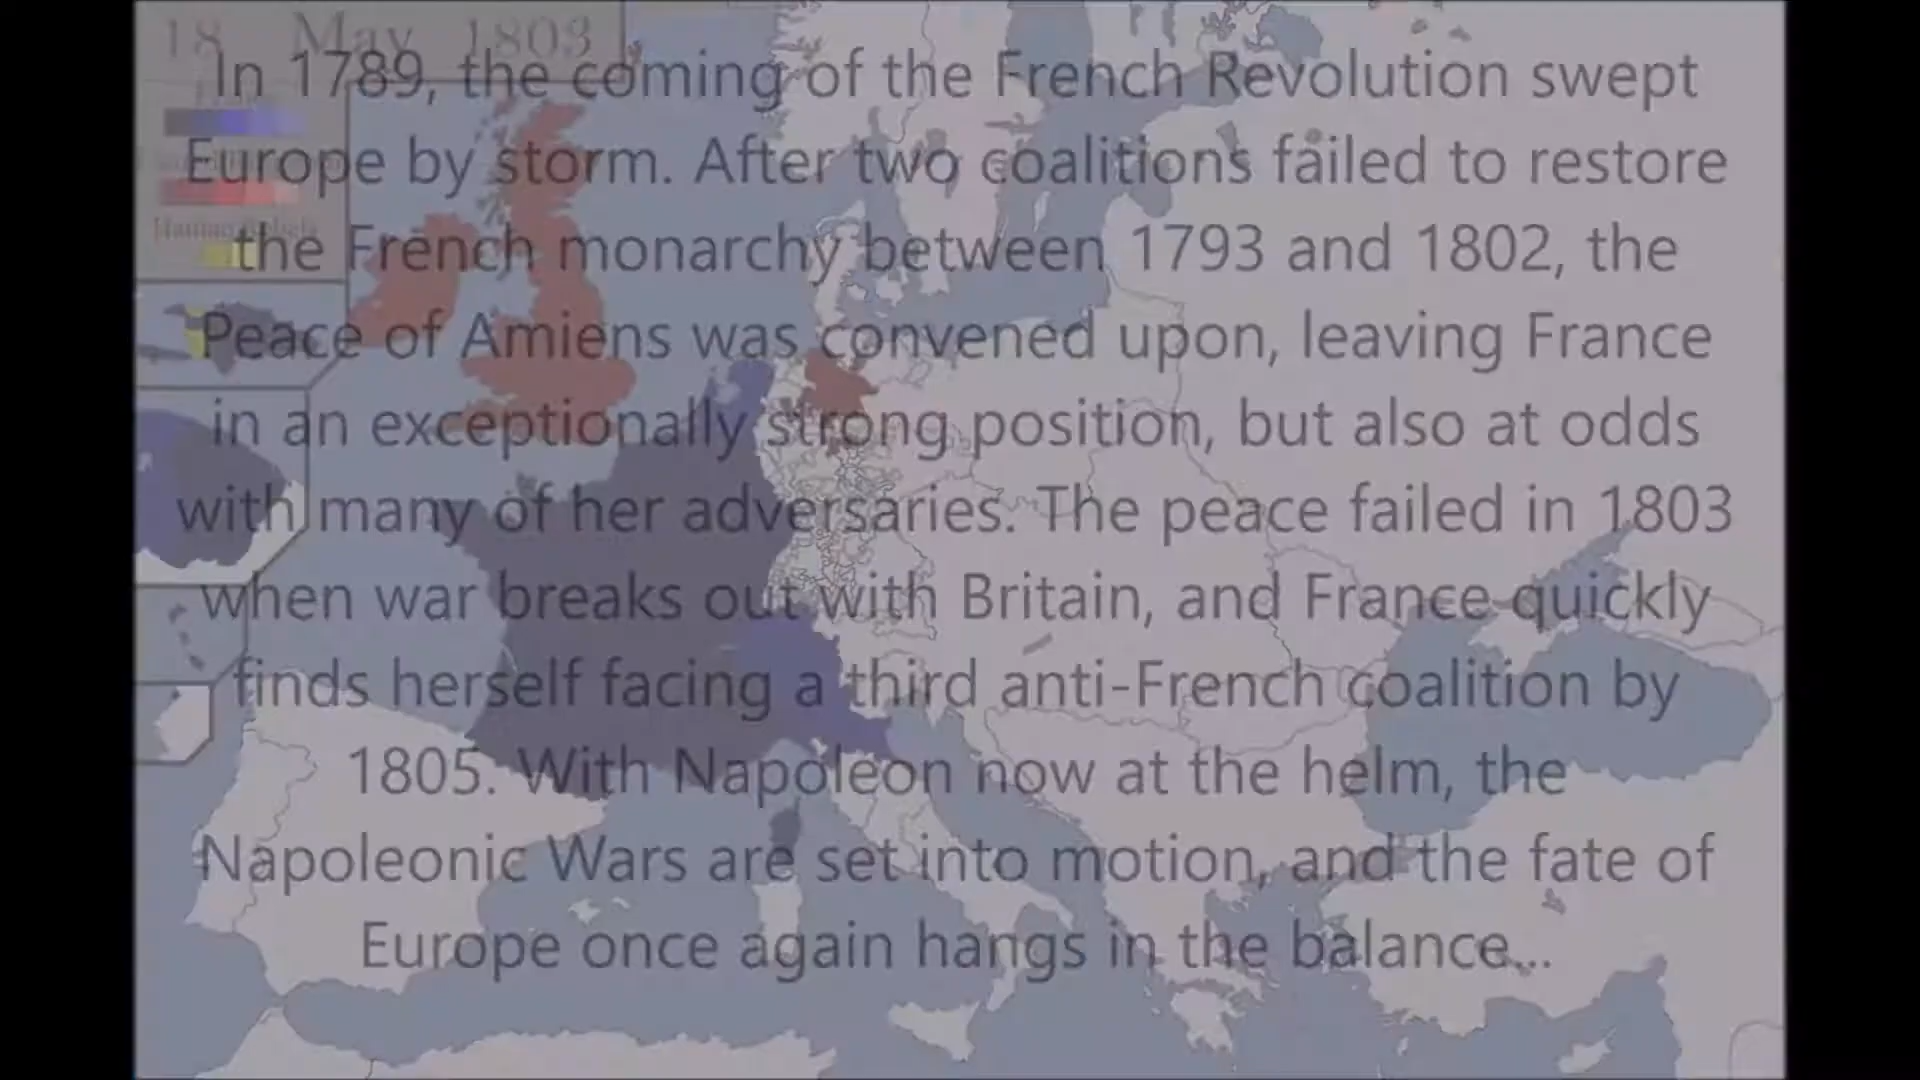 18 May 1803
In 1789, the coming of the French Revolution swept
Europe by storm. After two coalitions failed to restore
the French monarchy between 1793 and 1802, the
Peace of Amiens was convened upon, leaving France
in an exceptionally strong position, but also at odds
with many of her adversaries. The peace failed in 1803
when war breaks out with Britain, and France quickly
finds herself facing a third anti-French coalition by
1805. With Napoleon now at the helm, the
Napoleonic Wars are set into motion, and the fate of
Europe once again hangs in the balance...